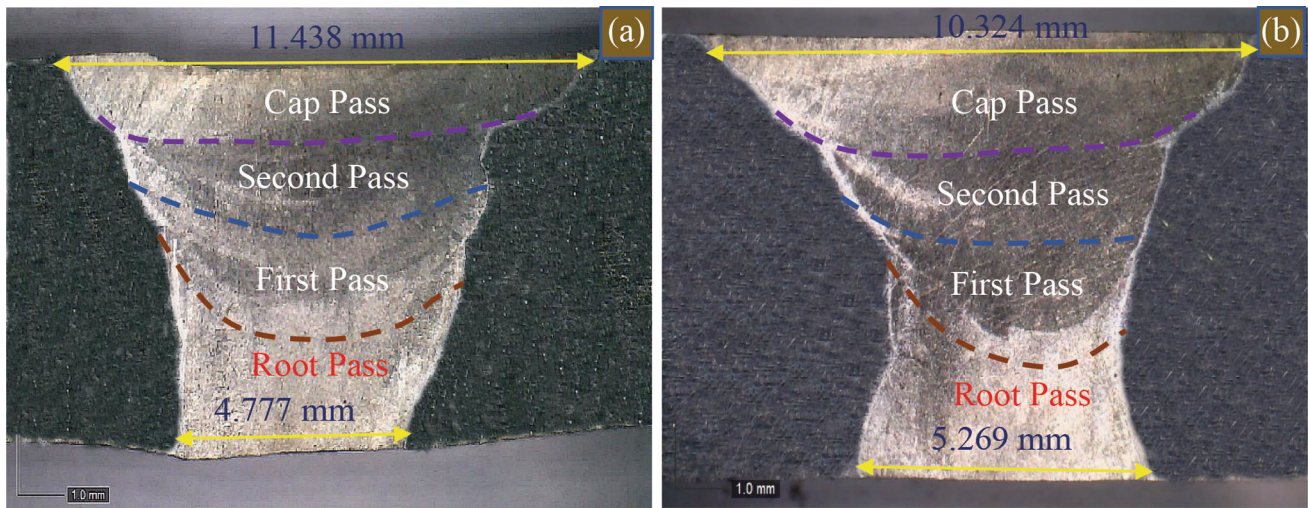 (a)
11.438 mm
Cap Pass
Second Pass
First Pass
Root Pass
4.777 mm
1.0 mm
(b)
10.324 mm
Cap Pass
Second Pass
First Pass
Root Pass
5.269 mm
1.0 mm